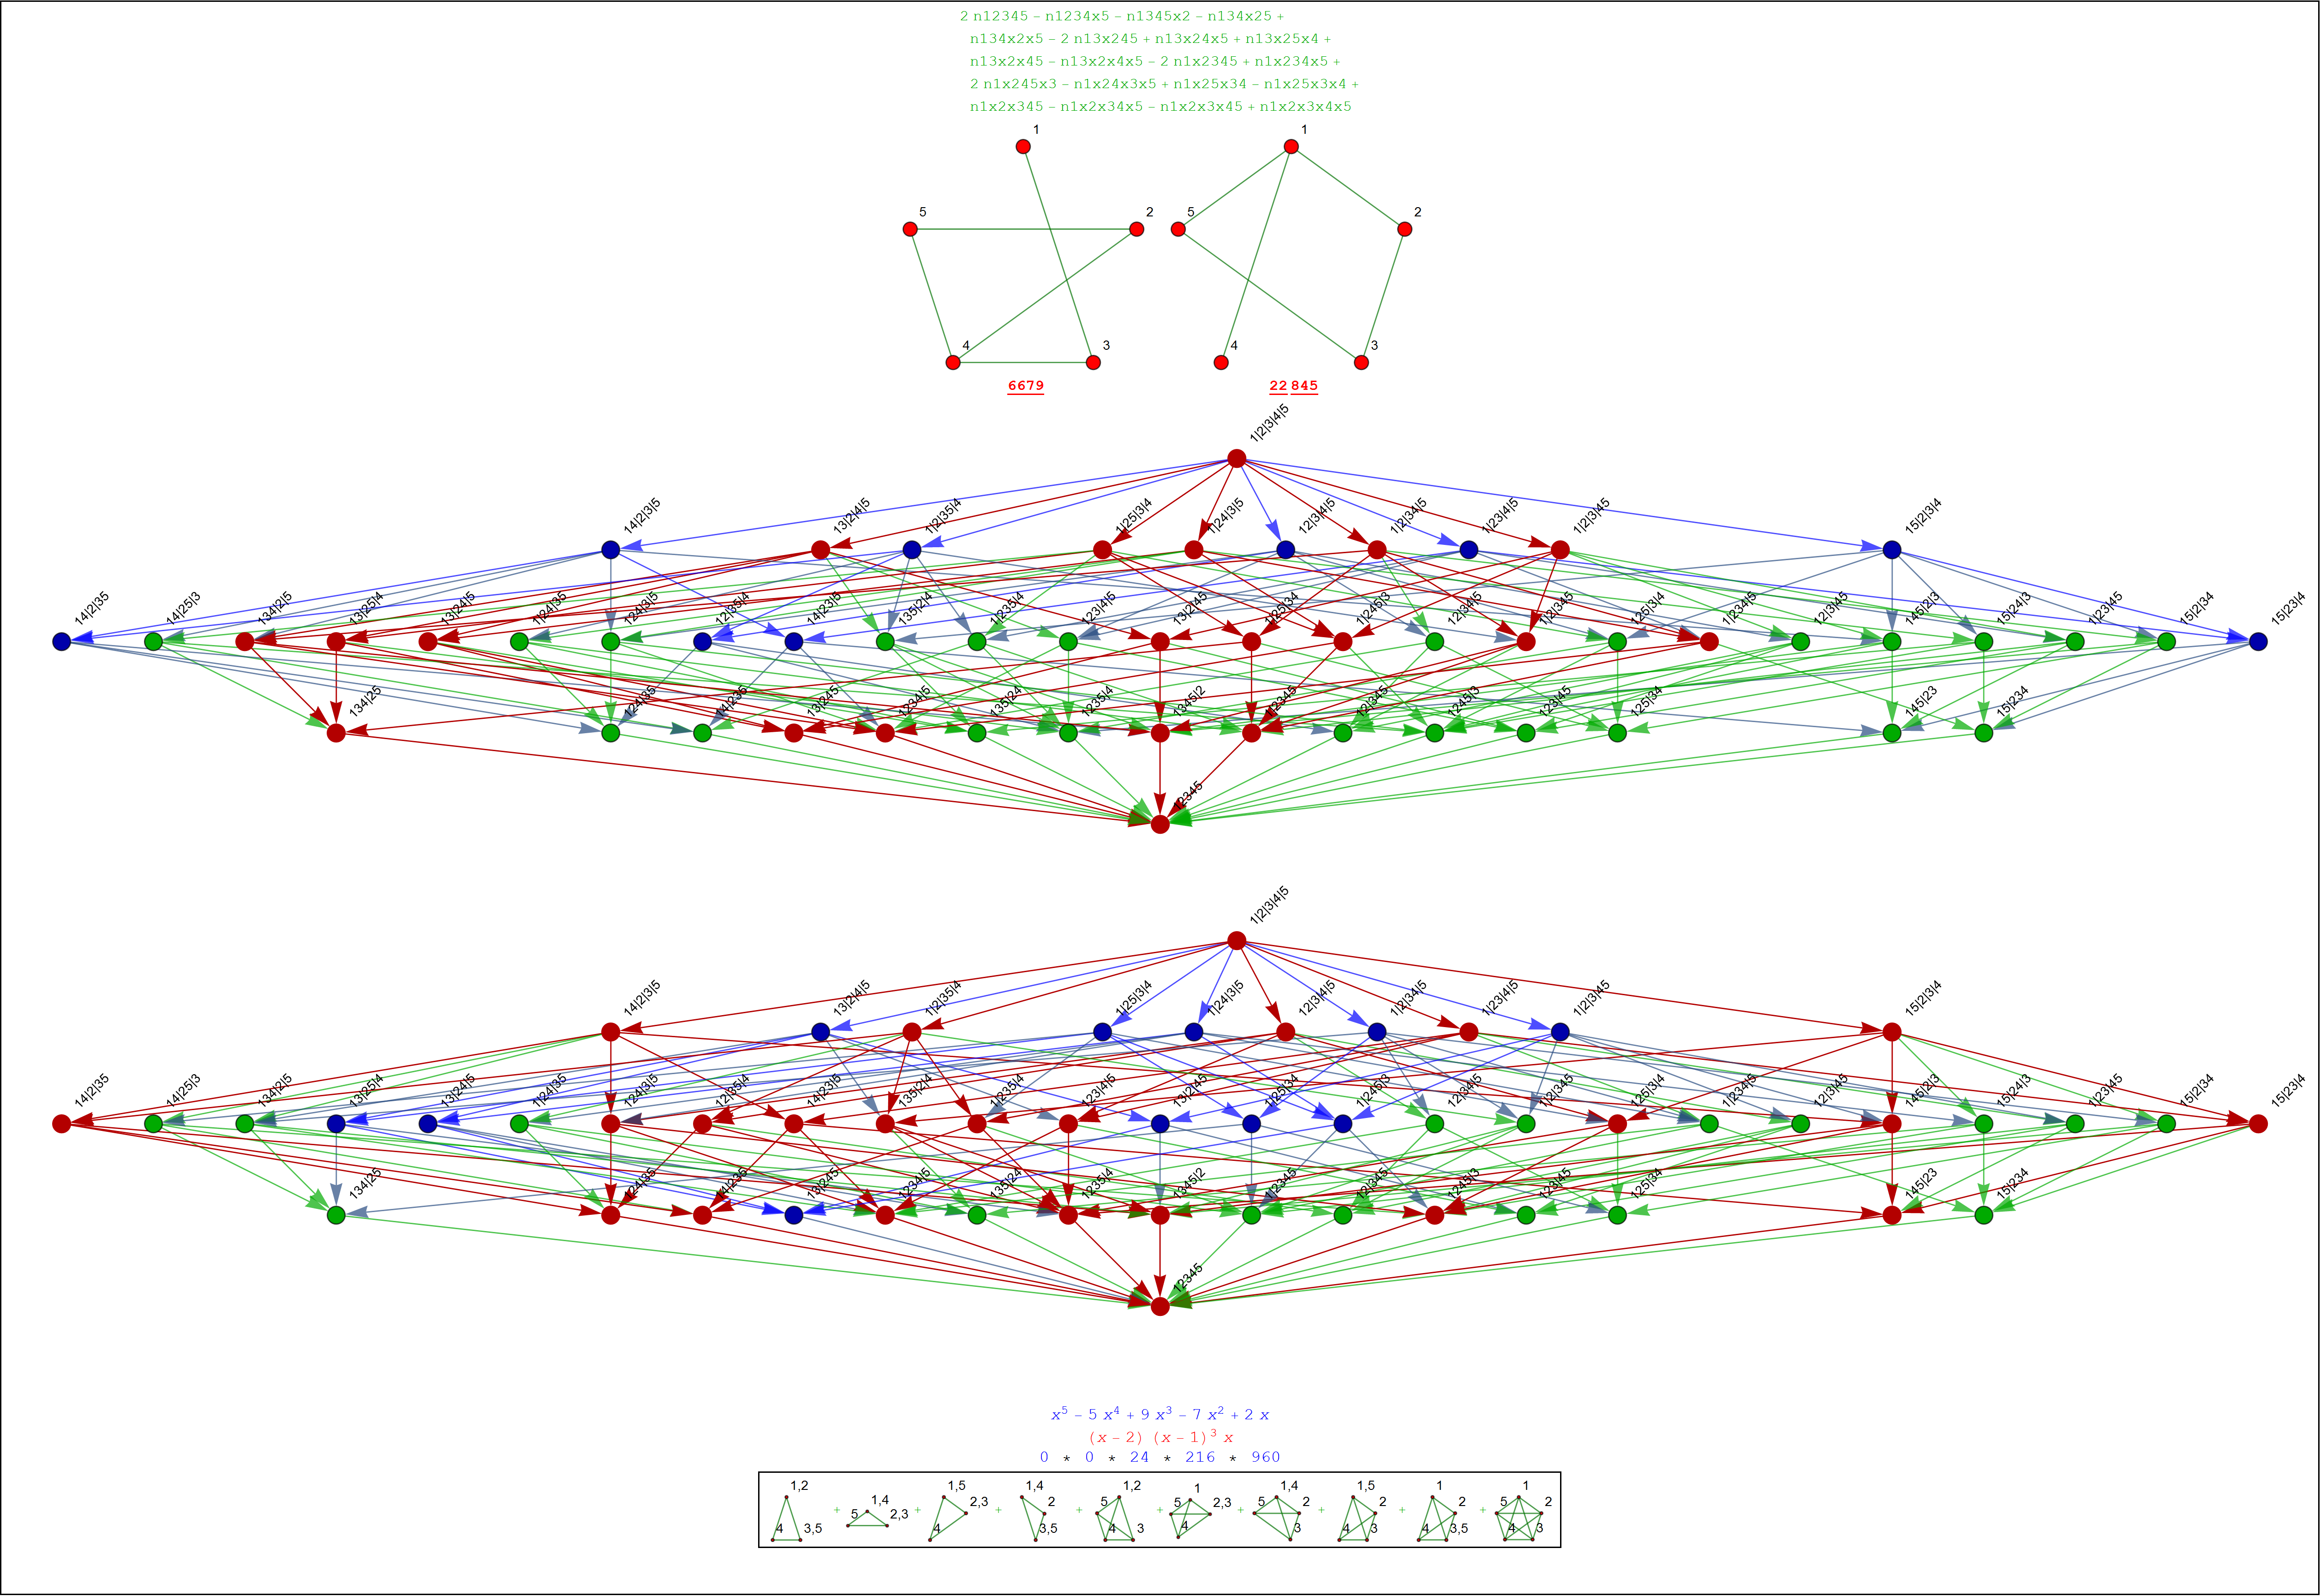 2 n12345 − n1234x5 − n1345x2 − n134x25 +
n134x2x5 − 2 n13x245 + n13x24x5 + n13x25x4 +
n13x2x45 − n13x2x4x5 − 2 n1x2345 + n1x234x5 +
2 n1x245x3 − n1x24x3x5 + n1x25x34 − n1x25x3x4 +
n1x2x345 − n1x2x34x5 − n1x2x3x45 + n1x2x3x4x5
1 1
5 2 5 2
4 3 4 3
6679 22 845
1|2|3|4|5
14|2|3|5 13|2|4|5 1|2|35|4 1|25|3|4 1|24|3|5 12|3|4|5 1|2|34|5 1|23|4|5 1|2|3|45 15|2|3|4
14|2|35 14|25|3 134|2|5 13|25|4 13|24|5 1|24|35 124|3|5 12|35|4 14|23|5 135|2|4 1|235|4 123|4|5 13|2|45 1|25|34 1|245|3 12|34|5 1|2|345 125|3|4 1|234|5 12|3|45 145|2|3 15|24|3 1|23|45 15|2|34 15|23|4
134|25 124|35 14|235 13|245 1234|5 135|24 1235|4 1345|2 1|2345 12|345 1245|3 123|45 125|34 145|23 15|234
12345
1|2|3|4|5
14|2|3|5 13|2|4|5 1|2|35|4 1|25|3|4 1|24|3|5 12|3|4|5 1|2|34|5 1|23|4|5 1|2|3|45 15|2|3|4
14|2|35 14|25|3 134|2|5 13|25|4 13|24|5 1|24|35 124|3|5 12|35|4 14|23|5 135|2|4 1|235|4 123|4|5 13|2|45 1|25|34 1|245|3 12|34|5 1|2|345 125|3|4 1|234|5 12|3|45 145|2|3 15|24|3 1|23|45 15|2|34 15|23|4
134|25 124|35 14|235 13|245 1234|5 135|24 1235|4 1345|2 1|2345 12|345 1245|3 123|45 125|34 145|23 15|234
12345
x⁵ − 5 x⁴ + 9 x³ − 7 x² + 2 x
(x − 2) (x − 1)³ x
0 * 0 * 24 * 216 * 960
1,2 4 3,5 + 1,4 5 2,3 + 1,5 2,3 4 + 1,4 2 3,5 + 1,2 5 4 3 + 1 5 2,3 4 + 1,4 5 2 3 + 1,5 2 4 3 + 1 2 4 3,5 + 1 5 2 4 3